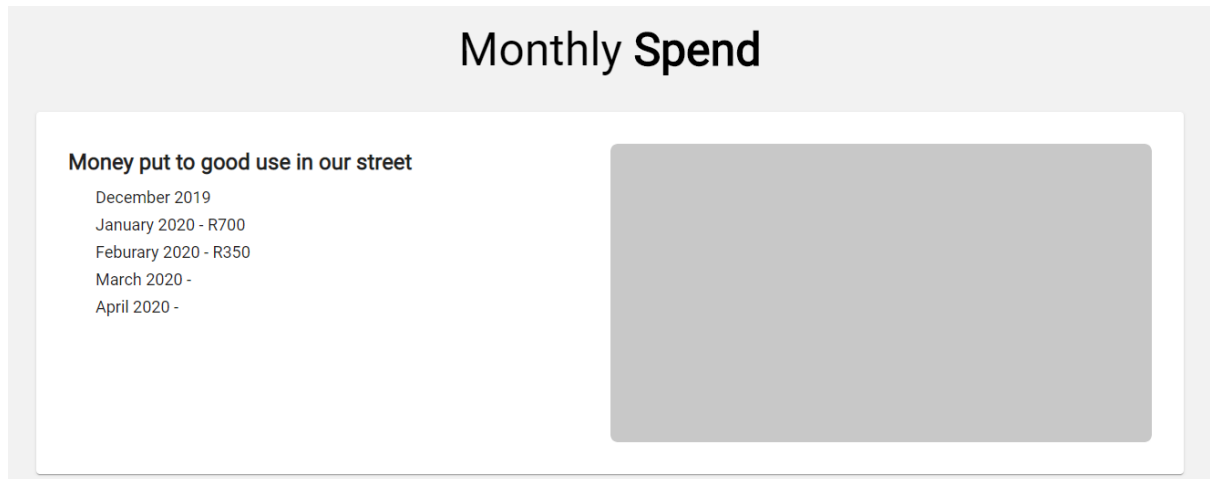 Monthly Spend
Money put to good use in our street
December 2019
January 2020 - R700
Feburary 2020 - R350
March 2020 -
April 2020 -